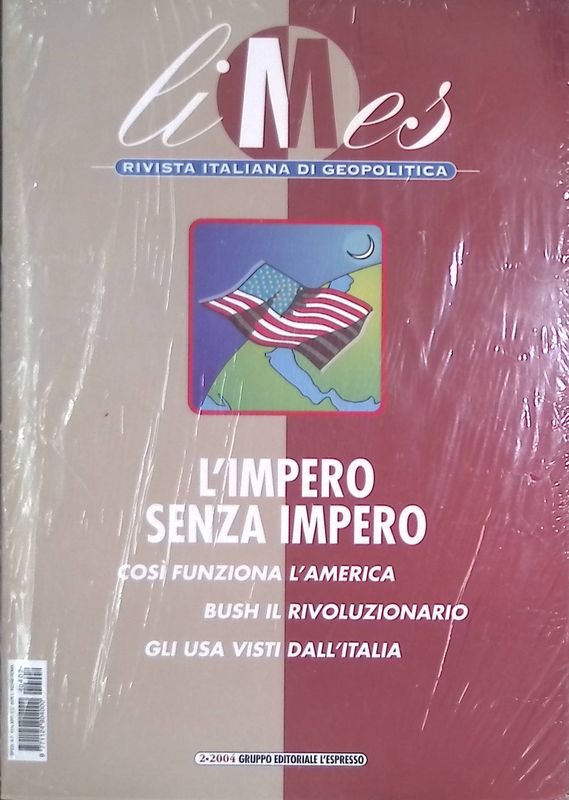 liMes
RIVISTA ITALIANA DI GEOPOLITICA
L'IMPERO
SENZA IMPERO
COSÌ FUNZIONA L'AMERICA
BUSH IL RIVOLUZIONARIO
GLI USA VISTI DALL'ITALIA
2•2004 GRUPPO EDITORIALE L'ESPRESSO